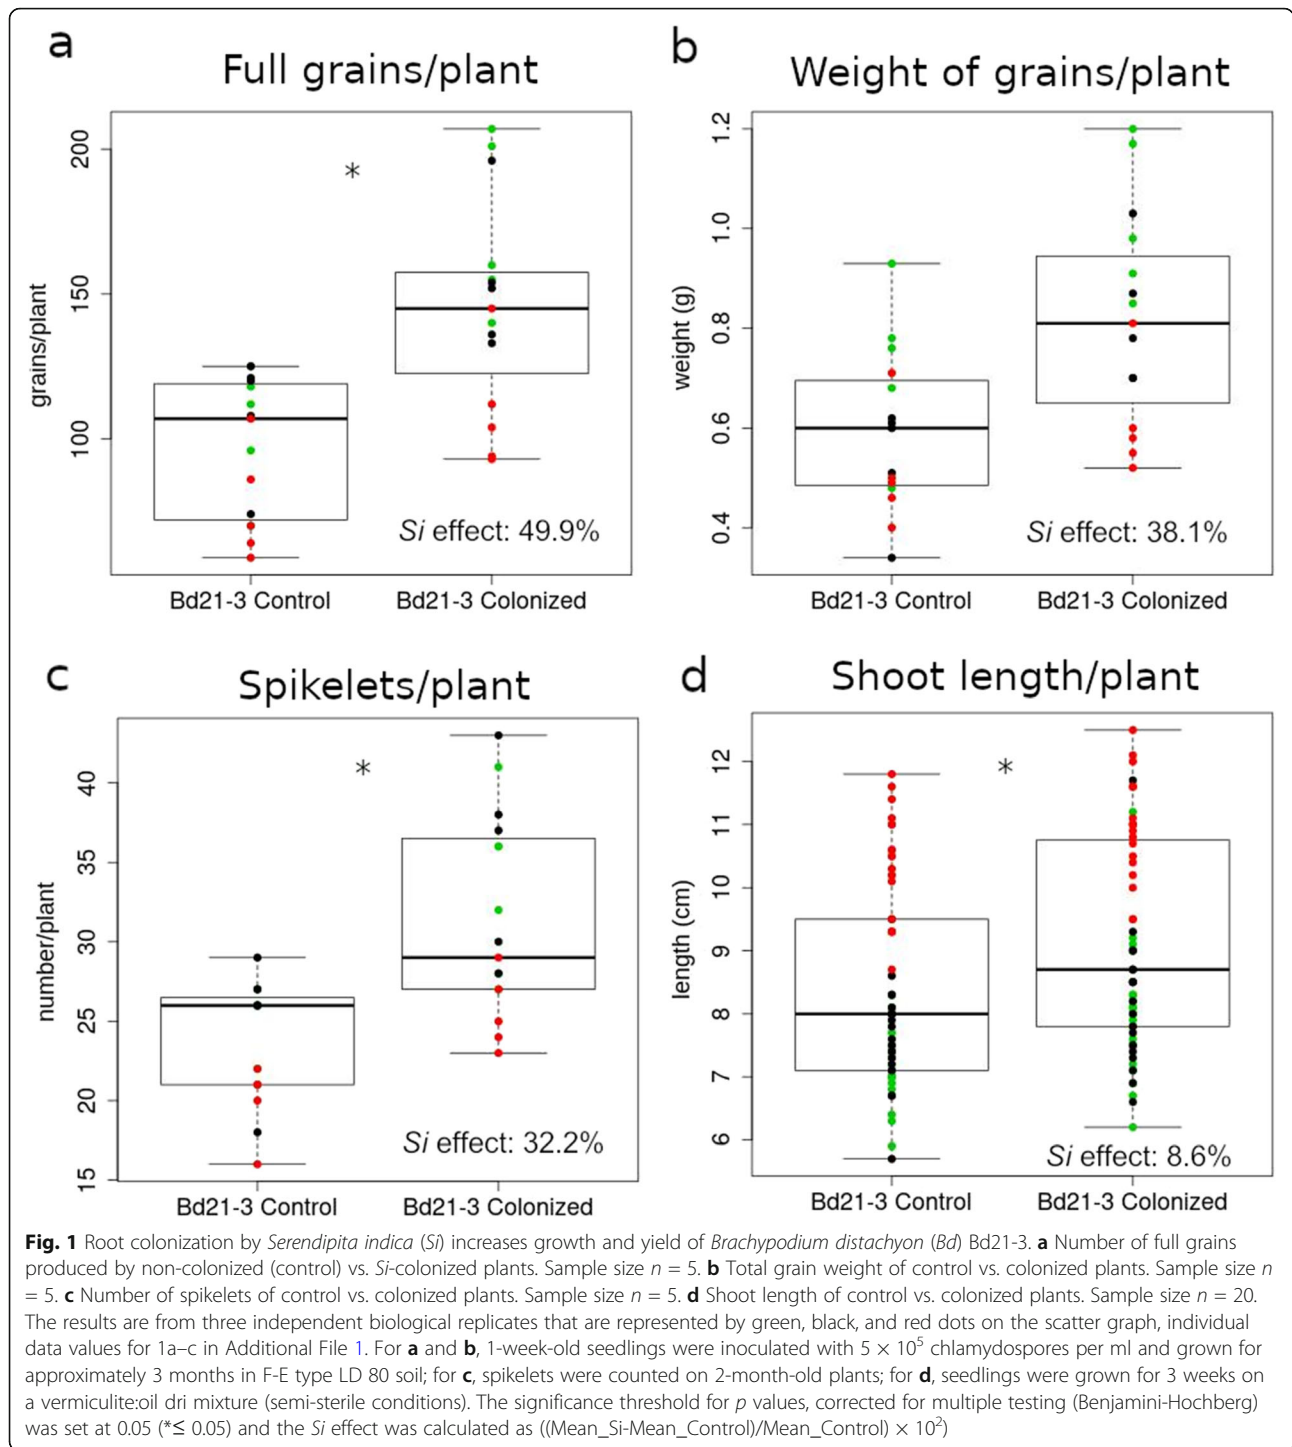 a
Full grains/plant
200
150
100
grains/plant
*
Si effect: 49.9%
Bd21-3 Control
Bd21-3 Colonized
b
Weight of grains/plant
1.2
1.0
0.8
0.6
0.4
weight (g)
Si effect: 38.1%
Bd21-3 Control
Bd21-3 Colonized
c
Spikelets/plant
40
35
30
25
20
15
number/plant
*
Si effect: 32.2%
Bd21-3 Control
Bd21-3 Colonized
d
Shoot length/plant
12
11
10
9
8
7
6
length (cm)
*
Si effect: 8.6%
Bd21-3 Control
Bd21-3 Colonized
Fig. 1 Root colonization by Serendipita indica (Si) increases growth and yield of Brachypodium distachyon (Bd) Bd21-3. a Number of full grains
produced by non-colonized (control) vs. Si-colonized plants. Sample size n = 5. b Total grain weight of control vs. colonized plants. Sample size n
= 5. c Number of spikelets of control vs. colonized plants. Sample size n = 5. d Shoot length of control vs. colonized plants. Sample size n = 20.
The results are from three independent biological replicates that are represented by green, black, and red dots on the scatter graph, individual
data values for 1a–c in Additional File 1. For a and b, 1-week-old seedlings were inoculated with 5 × 10⁵ chlamydospores per ml and grown for
approximately 3 months in F-E type LD 80 soil; for c, spikelets were counted on 2-month-old plants; for d, seedlings were grown for 3 weeks on
a vermiculite:oil dri mixture (semi-sterile conditions). The significance threshold for p values, corrected for multiple testing (Benjamini-Hochberg)
was set at 0.05 (*≤ 0.05) and the Si effect was calculated as ((Mean_Si-Mean_Control)/Mean_Control) × 10²)